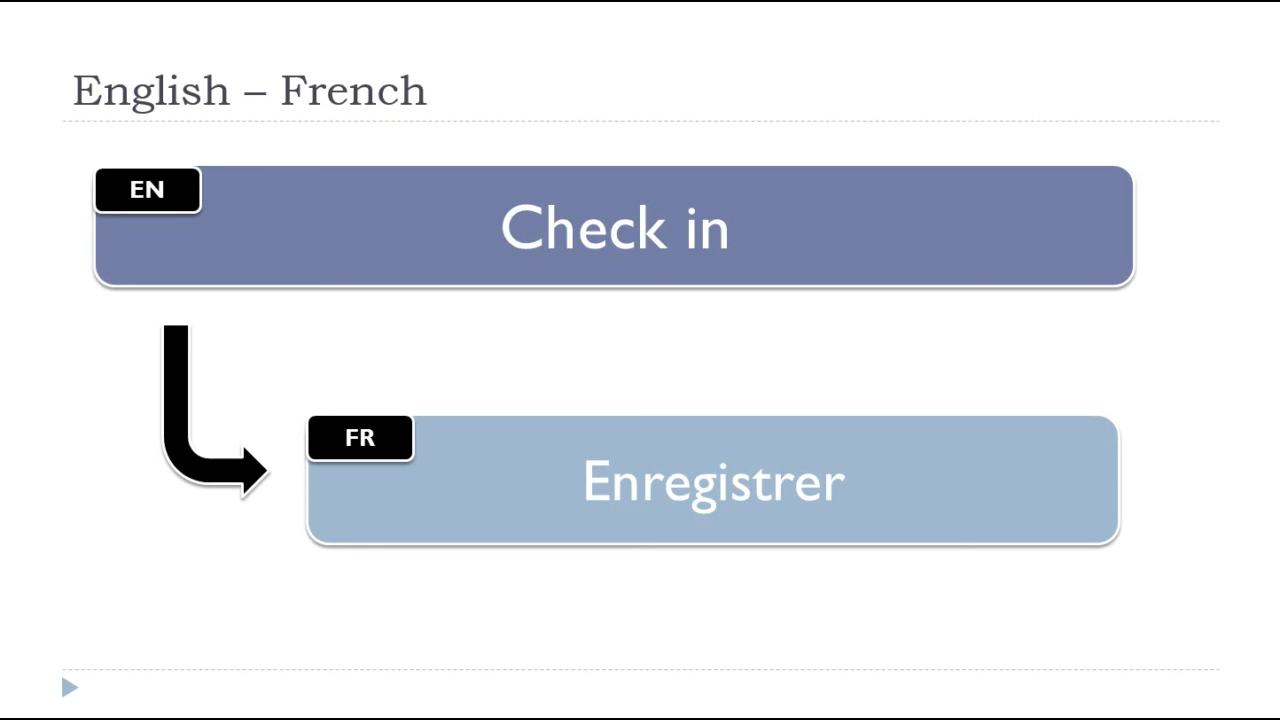 English – French
EN
Check in
FR
Enregistrer